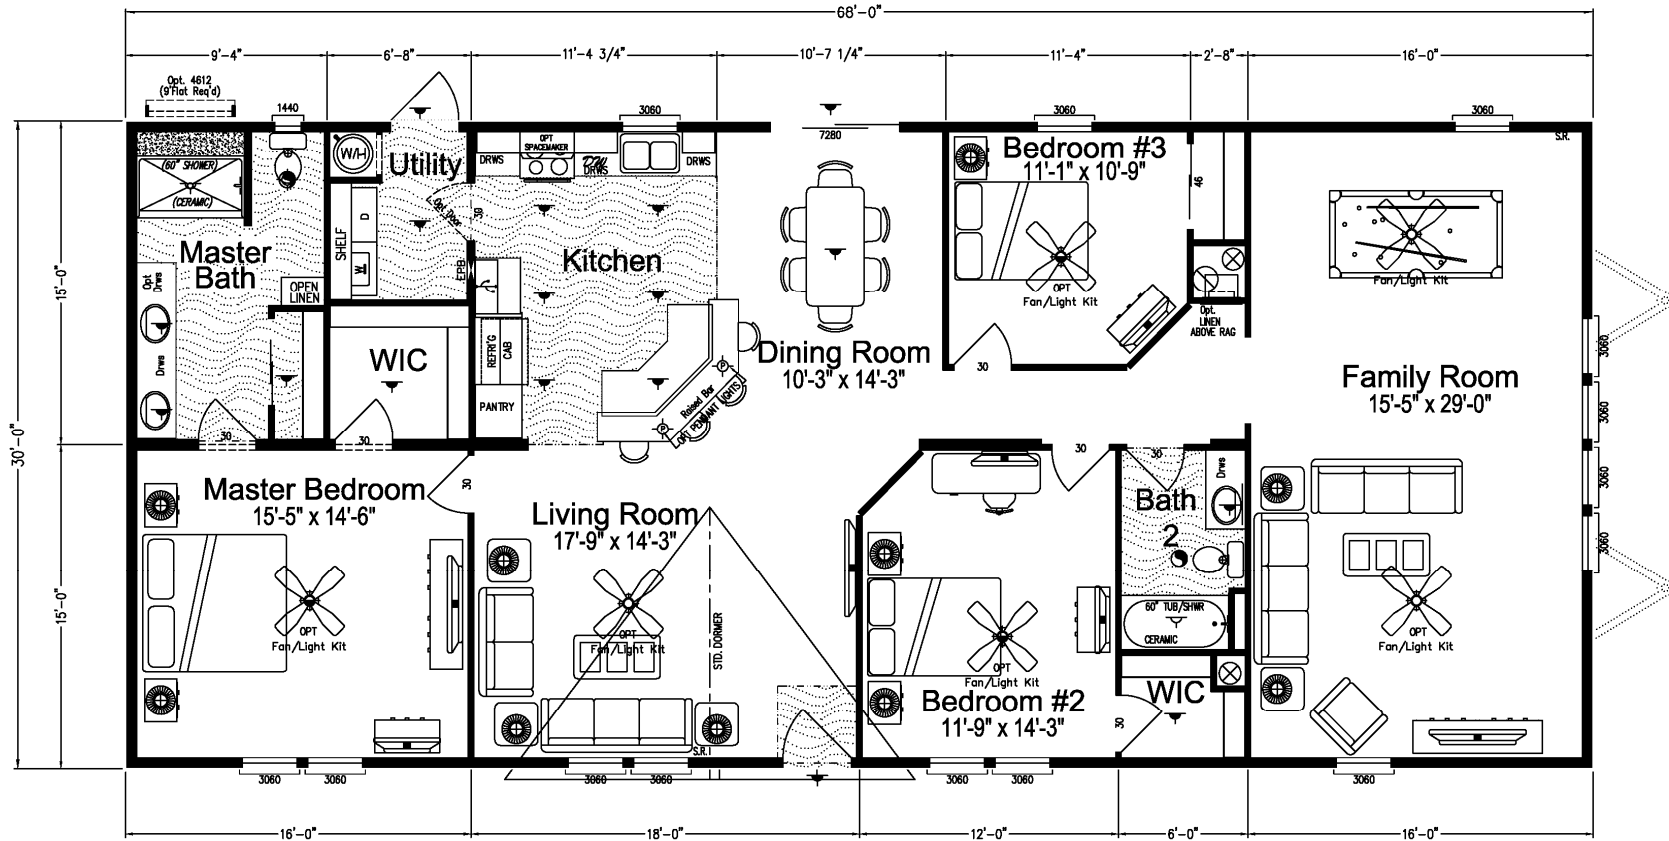 68'-0"
9'-4"
6'-8"
11'-4 3/4"
10'-7 1/4"
11'-4"
2'-8"
16'-0"
Opt. 4612
(9'Flat Req'd)
1440
3060
7280
3060
3060
S.R.
(60" SHOWER)
(CERAMIC)
W/H
Utility
DRWS
OPT
SPACEMAKER
DW
DRWS
DRWS
Bedroom #3
11'-1" x 10'-9"
46
Opt Door
30
D
SHELF
W
EPB
Master
Bath
Opt
Drws
OPEN
LINEN
Drws
Kitchen
OPT
Fan/Light Kit
Fan/Light Kit
Opt.
LINEN
ABOVE RAG
15'-0"
30'-0"
WIC
REFRI'G
CAB
PANTRY
P
P
Raised Bar
OPT PENDANT LIGHTS
Dining Room
10'-3" x 14'-3"
30
Family Room
15'-5" x 29'-0"
3060
3060
3060
3060
30
30
30
30
30
Master Bedroom
15'-5" x 14'-6"
Living Room
17'-9" x 14'-3"
Bath
2
Drws
15'-0"
OPT
Fan/Light Kit
OPT
Fan/Light Kit
STD. DORMER
60" TUB/SHWR
CERAMIC
OPT
Fan/Light Kit
OPT
Fan/Light Kit
Bedroom #2
11'-9" x 14'-3"
WIC
30
S.R.
3060
3060
3060
3060
3060
3060
3060
16'-0"
18'-0"
12'-0"
6'-0"
16'-0"